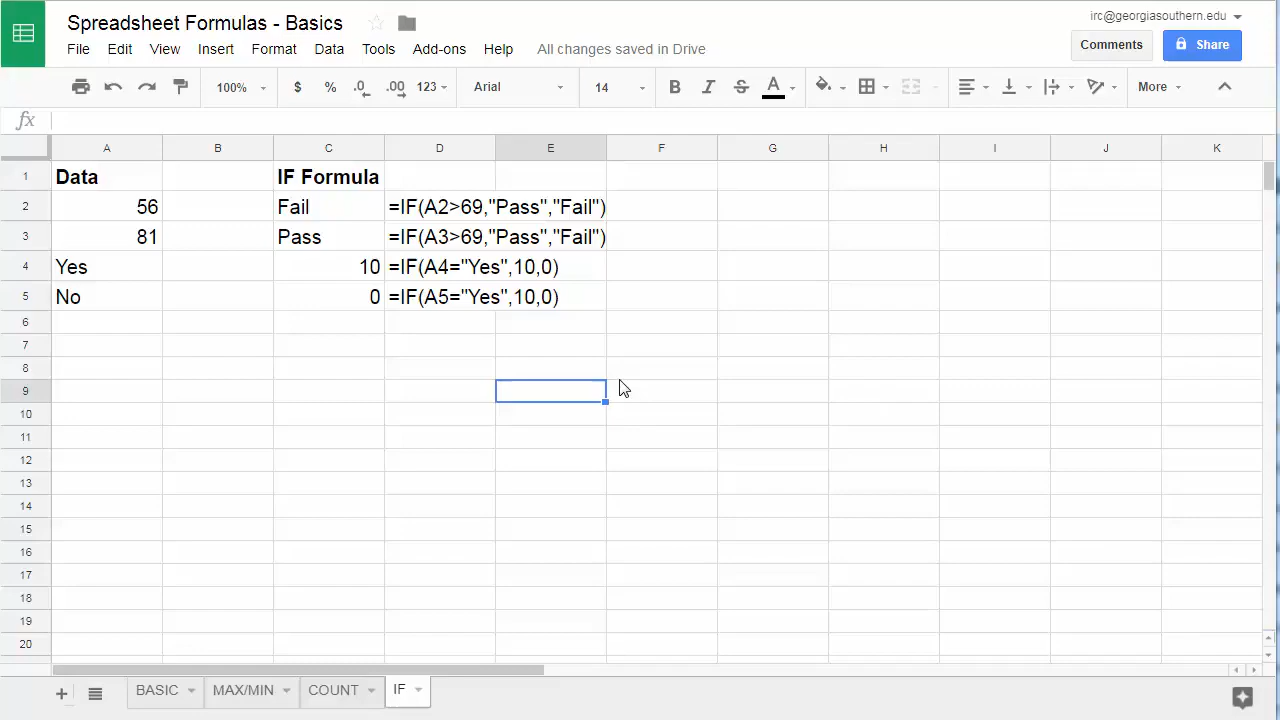 Spreadsheet Formulas - Basics
irc@georgiasouthern.edu
File Edit View Insert Format Data Tools Add-ons Help All changes saved in Drive
Comments Share
100% $ % .0 .00 123 Arial 14 B I S A More
fx
A B C D E F G H I J K
1 Data IF Formula
2 56 Fail =IF(A2>69,"Pass","Fail")
3 81 Pass =IF(A3>69,"Pass","Fail")
4 Yes 10 =IF(A4="Yes",10,0)
5 No 0 =IF(A5="Yes",10,0)
6
7
8
9
10
11
12
13
14
15
16
17
18
19
20
BASIC MAX/MIN COUNT IF